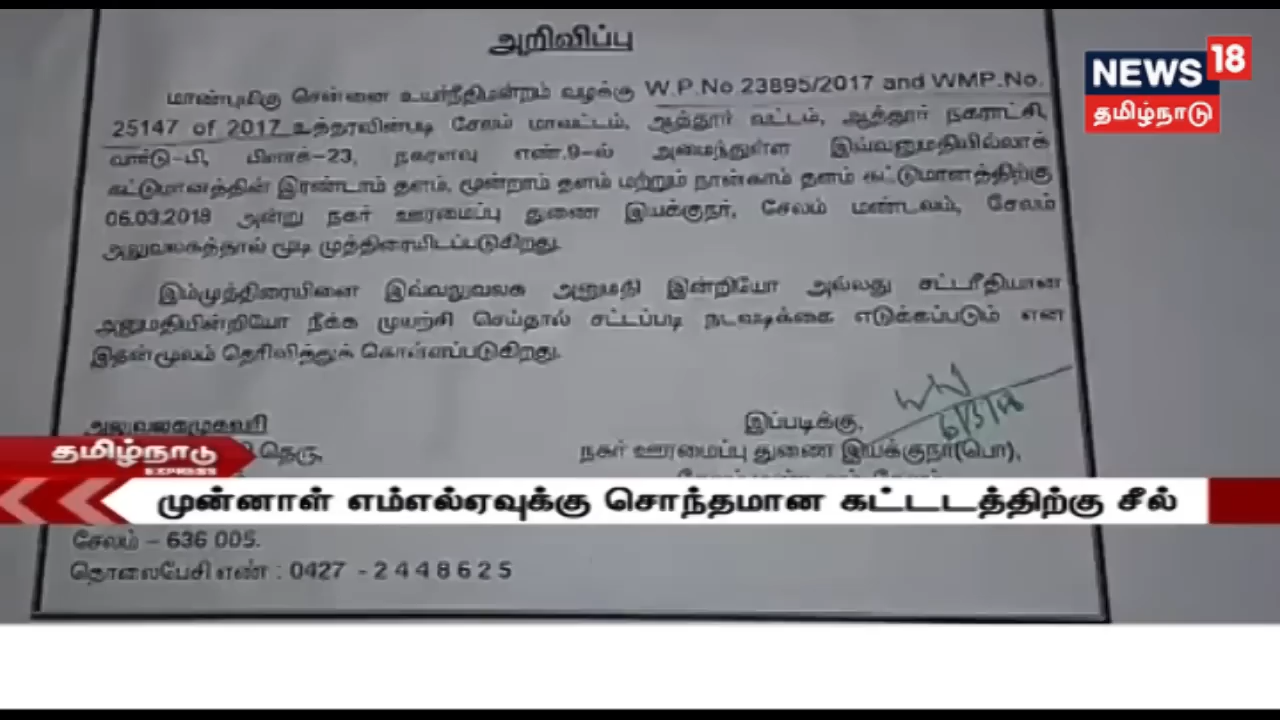 அறிவிப்பு
மாண்புமிகு சென்னை உயர்நீதிமன்றம் வழக்கு W.P.No 23895/2017 and WMP.No.
25147 of 2017 உத்தரவின்படி சேலம் மாவட்டம், ஆத்தூர் வட்டம், ஆத்தூர் நகராட்சி,
வார்டு-பி, பிளாக்-23, நகரளவு எண்.9-ல் அமைந்துள்ள இவ்வனுமதியில்லாக்
கட்டுமானத்தின் இரண்டாம் தளம், மூன்றாம் தளம் மற்றும் நான்காம் தளம் கட்டுமானத்திற்கு
06.03.2018 அன்று நகர் ஊரமைப்பு துணை இயக்குநர், சேலம் மண்டலம், சேலம்
அலுவலகத்தால் மூடி முத்திரையிடப்படுகிறது.
இம்முத்திரையினை இவ்வலுவலக அனுமதி இன்றியோ அல்லது சட்டரீதியான
அனுமதியின்றியோ நீக்க முயற்சி செய்தால் சட்டப்படி நடவடிக்கை எடுக்கப்படும் என
இதன்மூலம் தெரிவித்துக் கொள்ளப்படுகிறது.
அலுவலகமுகவரி
தெரு,
இப்படிக்கு,
6/3/18
நகர் ஊரமைப்பு துணை இயக்குநர்(பொ),
சேலம் – 636 005.
தொலைபேசி எண் : 0427 - 2448625
NEWS 18
தமிழ்நாடு
தமிழ்நாடு
EXPRESS
முன்னாள் எம்எல்ஏவுக்கு சொந்தமான கட்டடத்திற்கு சீல்